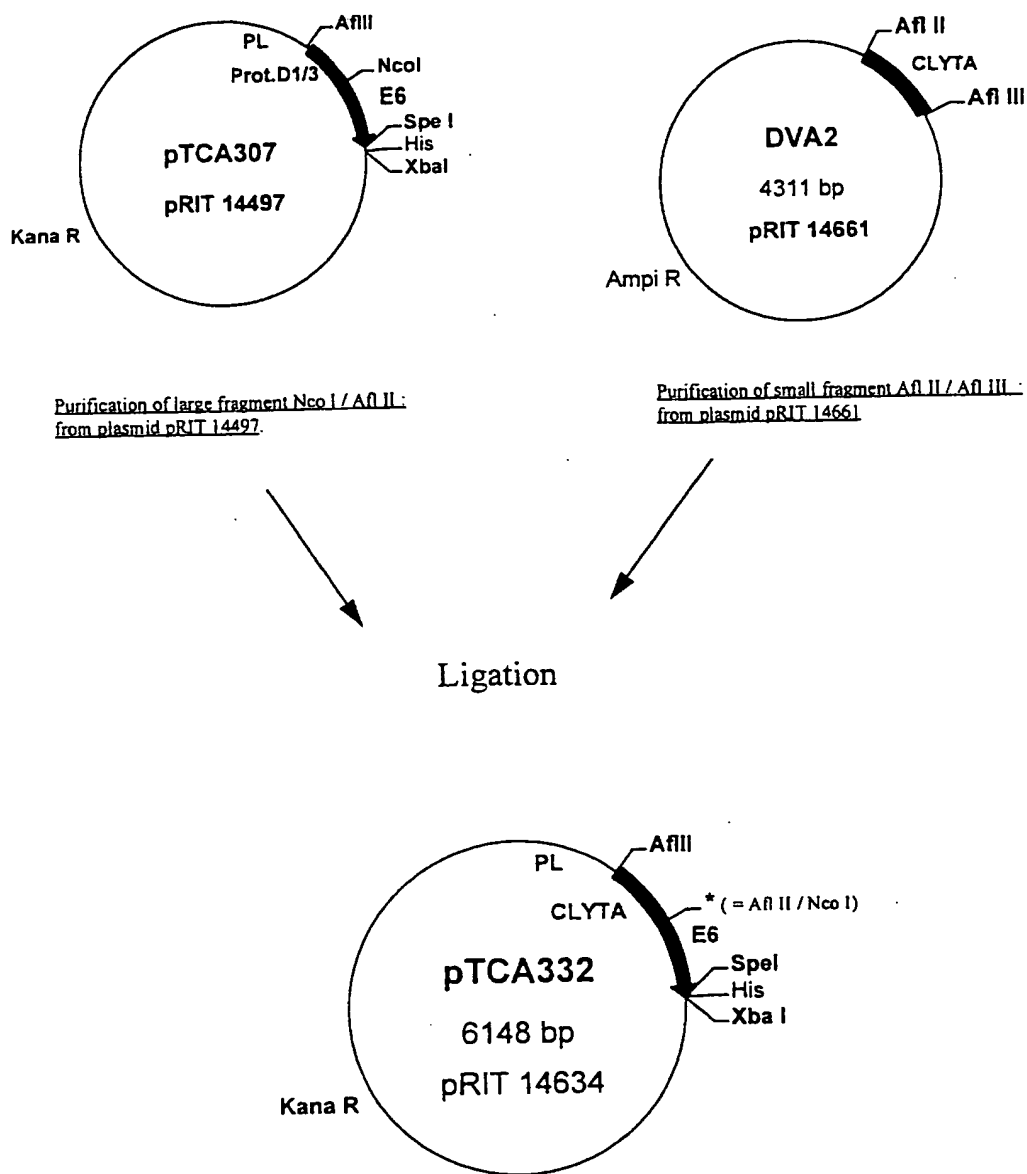 AflII
PL
Prot.D1/3
NcoI
E6
Spe I
His
XbaI
pTCA307
pRIT 14497
Kana R
Afl II
CLYTA
Afl III
DVA2
4311 bp
pRIT 14661
Ampi R
Purification of large fragment Nco I / Afl II :
from plasmid pRIT 14497.
Purification of small fragment Afl II / Afl III :
from plasmid pRIT 14661
Ligation
AflII
PL
CLYTA
* ( = Afl II / Nco I)
E6
SpeI
His
Xba I
pTCA332
6148 bp
pRIT 14634
Kana R